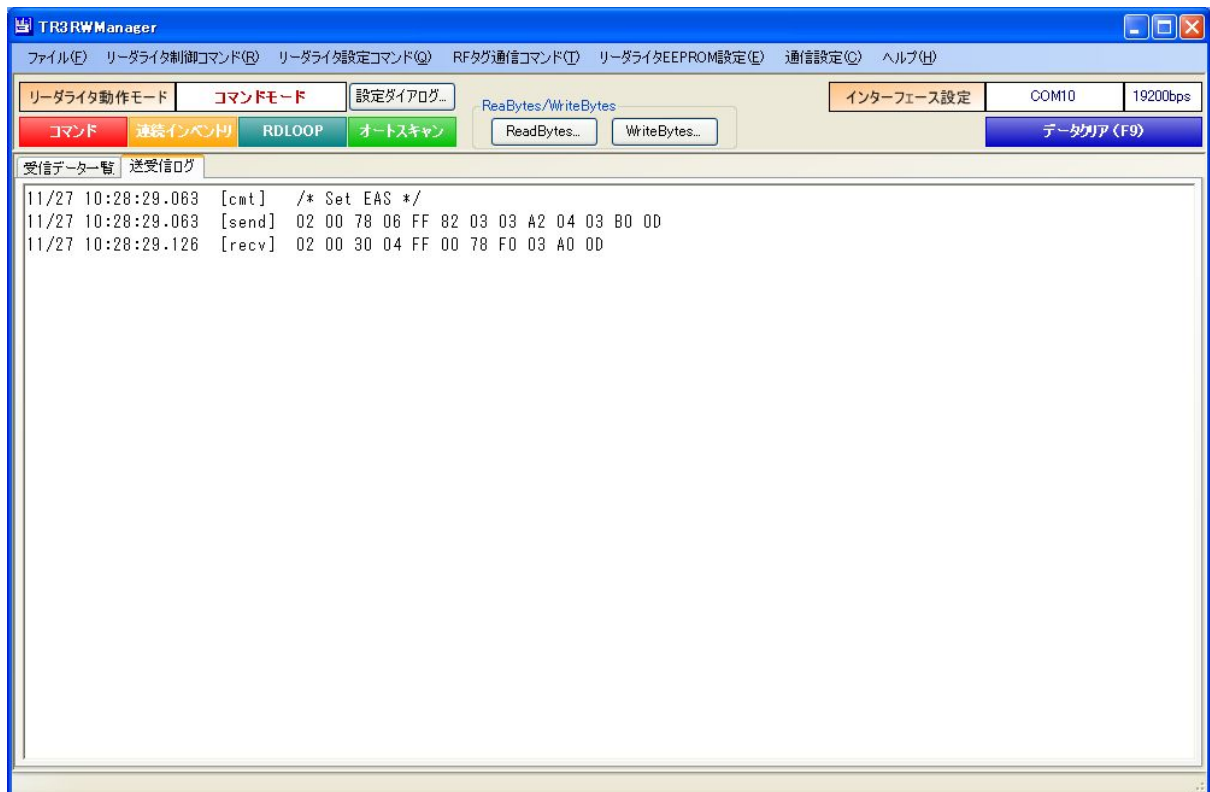 TR3RWManager
ファイル(F) リーダライタ制御コマンド(R) リーダライタ設定コマンド(Q) RFタグ通信コマンド(T) リーダライタEEPROM設定(E) 通信設定(C) ヘルプ(H)
リーダライタ動作モード コマンドモード 設定ダイアログ... ReaBytes/WriteBytes インターフェース設定 COM10 19200bps
コマンド 連続インベントリ RDLOOP オートスキャン ReadBytes... WriteBytes... データクリア(F9)
受信データ一覧 送受信ログ
11/27 10:28:29.063 [cmt] /* Set EAS */
11/27 10:28:29.063 [send] 02 00 78 06 FF 82 03 03 A2 04 03 B0 0D
11/27 10:28:29.126 [recv] 02 00 30 04 FF 00 78 F0 03 A0 0D